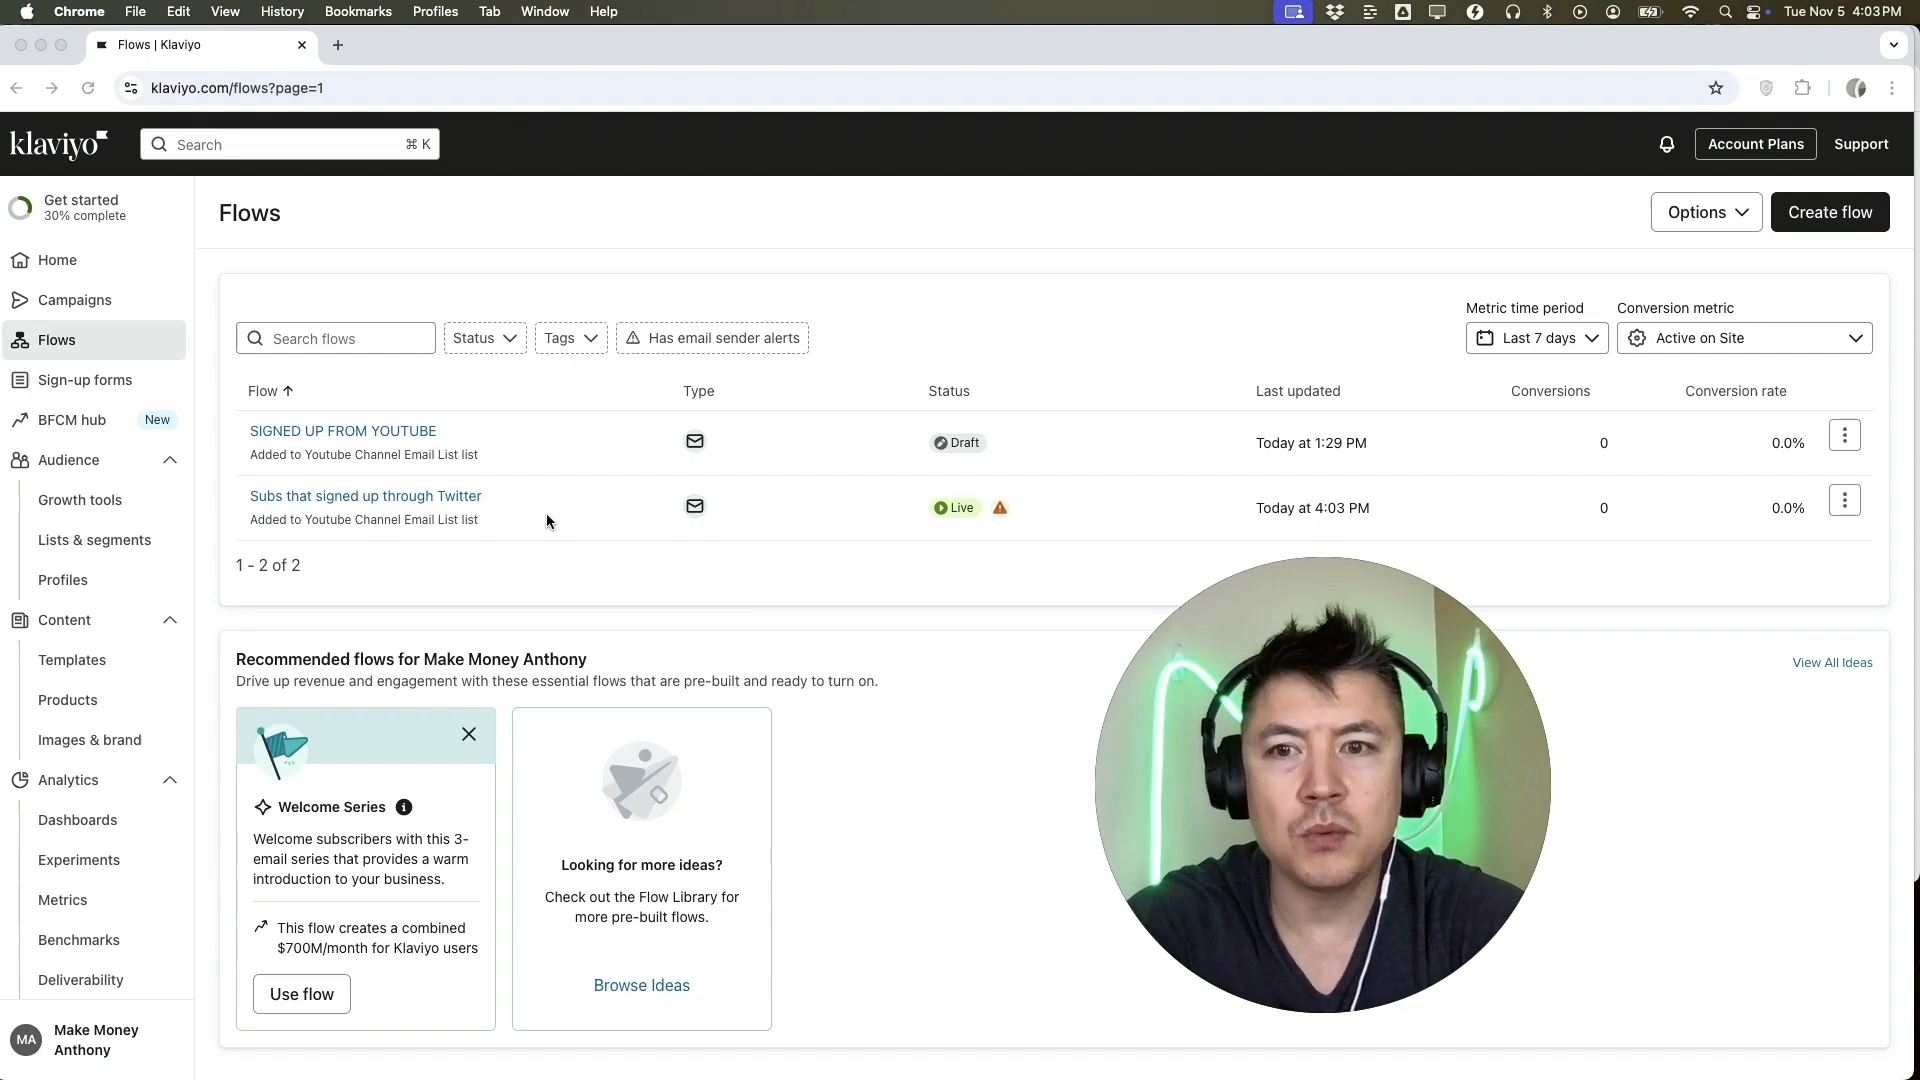 Chrome File Edit View History Bookmarks Profiles Tab Window Help Tue Nov 5 4:03 PM
Flows | Klaviyo
klaviyo.com/flows?page=1
klaviyo Search ⌘ K Account Plans Support
Get started
30% complete
Home
Campaigns
Flows
Sign-up forms
BFCM hub New
Audience
Growth tools
Lists & segments
Profiles
Content
Templates
Products
Images & brand
Analytics
Dashboards
Experiments
Metrics
Benchmarks
Deliverability
MA Make Money
Anthony
Flows Options Create flow
Metric time period Conversion metric
Search flows Status Tags Has email sender alerts Last 7 days Active on Site
Flow Type Status Last updated Conversions Conversion rate
SIGNED UP FROM YOUTUBE
Added to Youtube Channel Email List list Draft Today at 1:29 PM 0 0.0%
Subs that signed up through Twitter
Added to Youtube Channel Email List list Live Today at 4:03 PM 0 0.0%
1 - 2 of 2
Recommended flows for Make Money Anthony View All Ideas
Drive up revenue and engagement with these essential flows that are pre-built and ready to turn on.
Welcome Series
Welcome subscribers with this 3-
email series that provides a warm
introduction to your business.
This flow creates a combined
$700M/month for Klaviyo users
Use flow
Looking for more ideas?
Check out the Flow Library for
more pre-built flows.
Browse Ideas